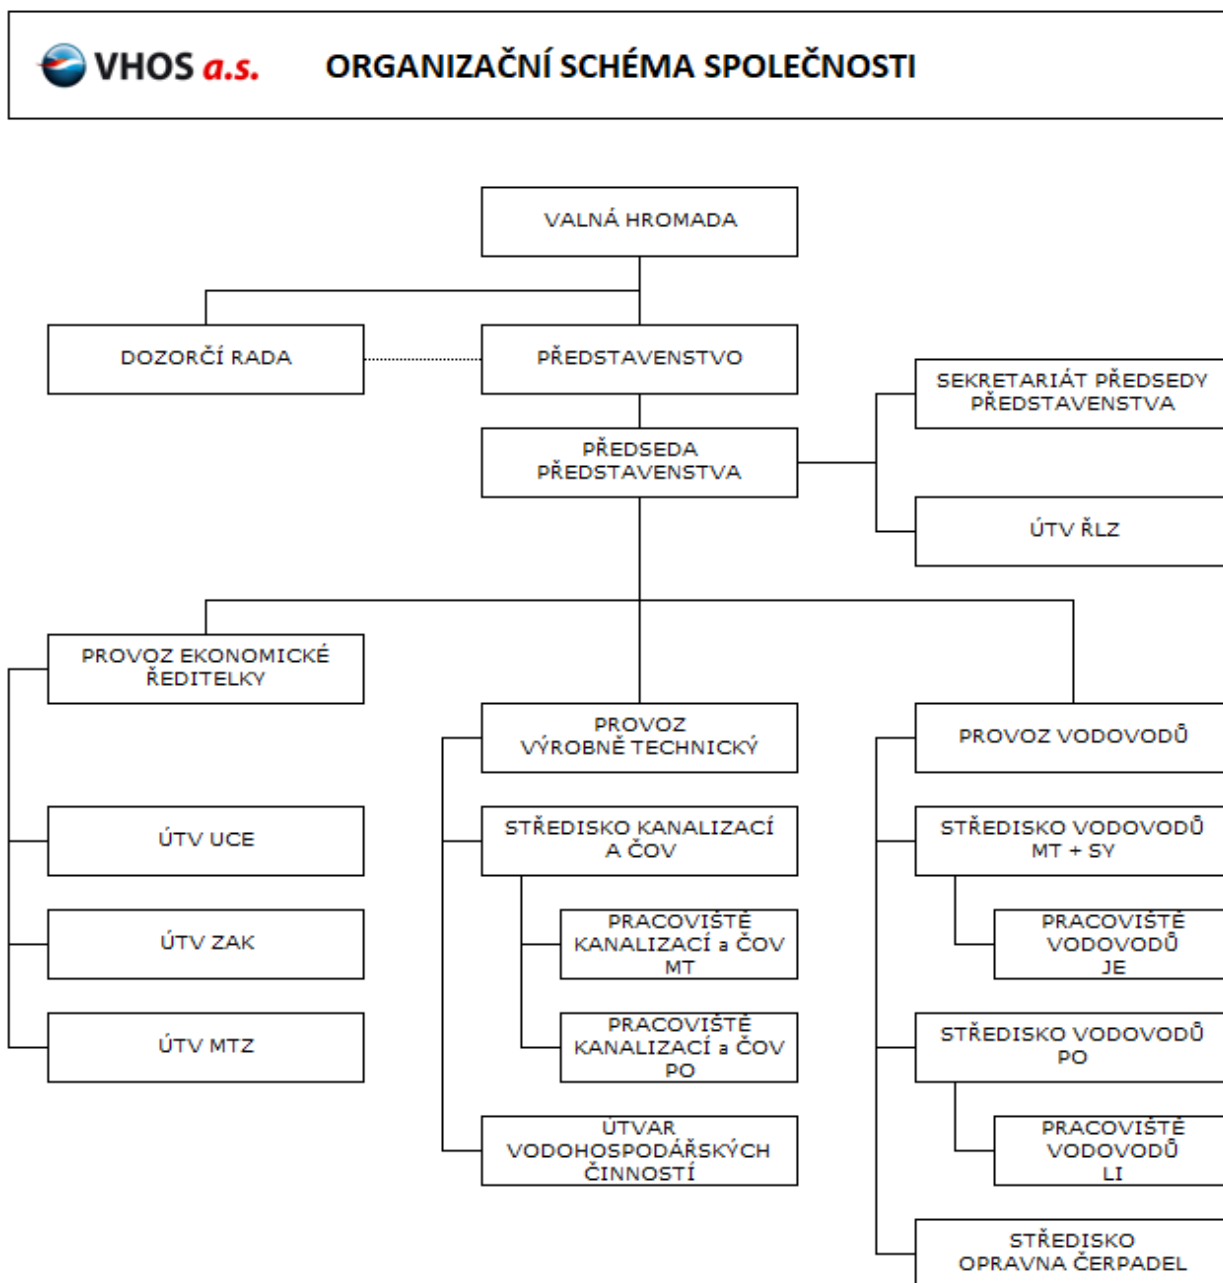 VHOS a.s.
ORGANIZAČNÍ SCHÉMA SPOLEČNOSTI
VALNÁ HROMADA
DOZORČÍ RADA
PŘEDSTAVENSTVO
SEKRETARIÁT PŘEDSEDY
PŘEDSTAVENSTVA
PŘEDSEDA
PŘEDSTAVENSTVA
ÚTV ŘLZ
PROVOZ EKONOMICKÉ
ŘEDITELKY
ÚTV UCE
ÚTV ZAK
ÚTV MTZ
PROVOZ
VÝROBNĚ TECHNICKÝ
STŘEDISKO KANALIZACÍ
A ČOV
PRACOVIŠTĚ
KANALIZACÍ a ČOV
MT
PRACOVIŠTĚ
KANALIZACÍ a ČOV
PO
ÚTVAR
VODOHOSPODÁŘSKÝCH
ČINNOSTÍ
PROVOZ VODOVODŮ
STŘEDISKO VODOVODŮ
MT + SY
PRACOVIŠTĚ
VODOVODŮ
JE
STŘEDISKO VODOVODŮ
PO
PRACOVIŠTĚ
VODOVODŮ
LI
STŘEDISKO
OPRAVNA ČERPADEL